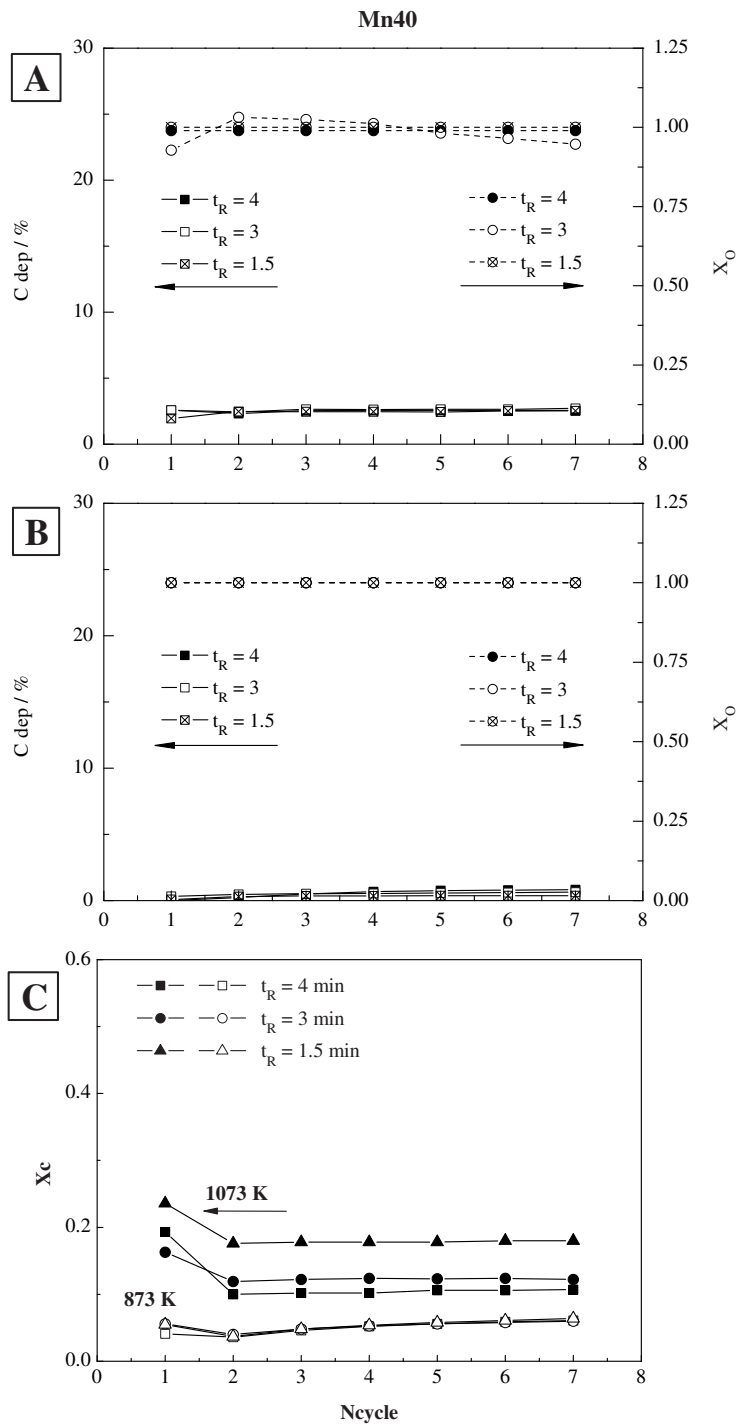 Mn40
A
30
20
10
0
C dep / %
1.25
1.00
0.75
0.50
0.25
0.00
X_O
t_R = 4
t_R = 3
t_R = 1.5
t_R = 4
t_R = 3
t_R = 1.5
0 1 2 3 4 5 6 7 8
B
30
20
10
0
C dep / %
1.25
1.00
0.75
0.50
0.25
0.00
X_O
t_R = 4
t_R = 3
t_R = 1.5
t_R = 4
t_R = 3
t_R = 1.5
0 1 2 3 4 5 6 7 8
C
0.6
0.4
0.2
0.0
Xc
t_R = 4 min
t_R = 3 min
t_R = 1.5 min
1073 K
873 K
0 1 2 3 4 5 6 7 8
Ncycle